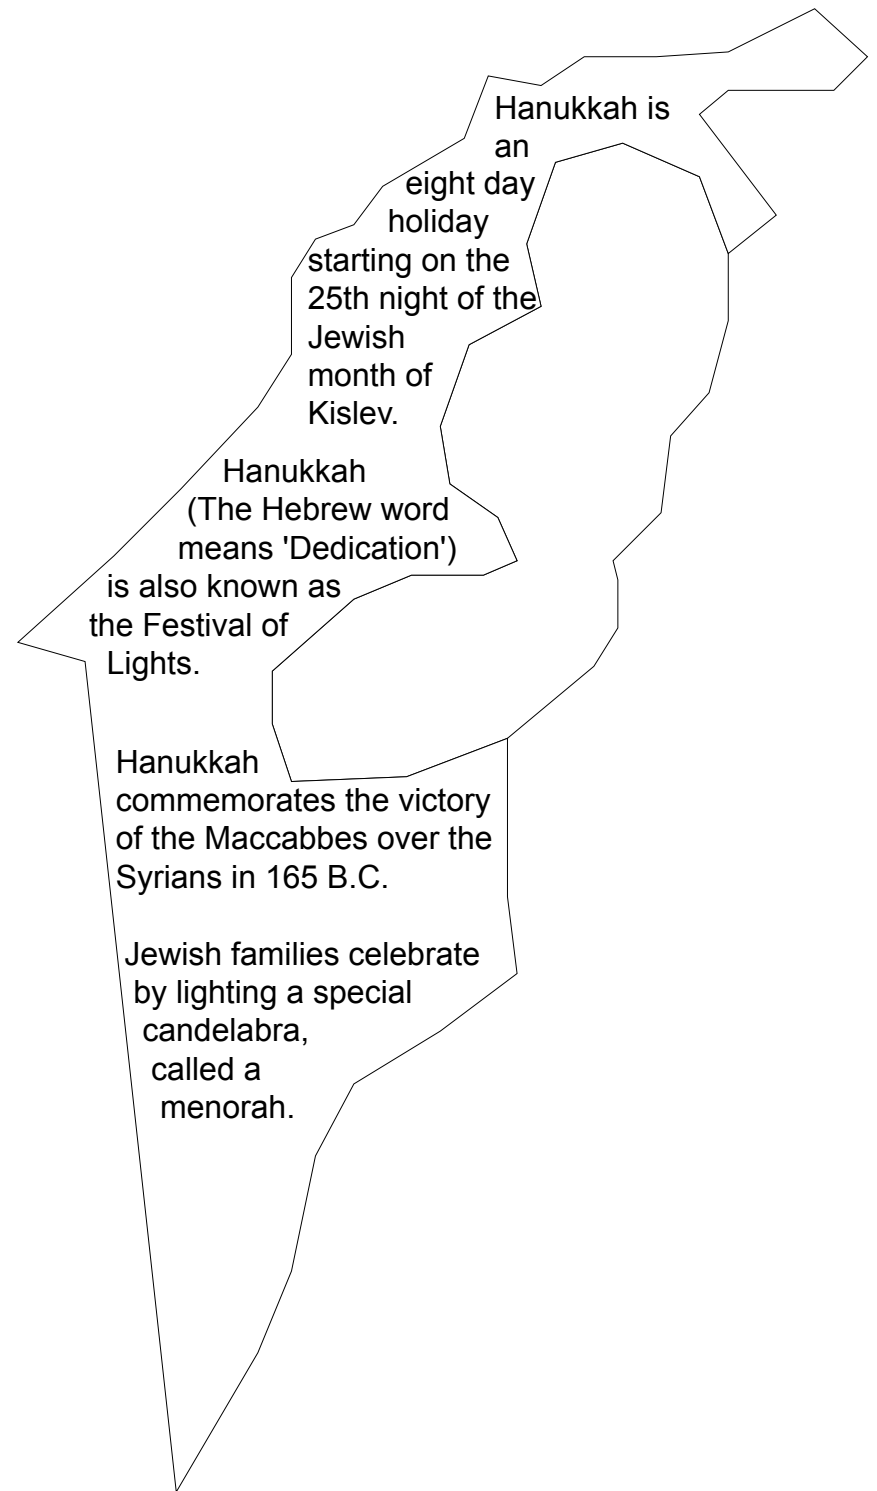 Hanukkah is
an
eight day
holiday
starting on the
25th night of the
Jewish
month of
Kislev.
Hanukkah
(The Hebrew word
means 'Dedication')
is also known as
the Festival of
Lights.
Hanukkah
commemorates the victory
of the Maccabbes over the
Syrians in 165 B.C.
Jewish families celebrate
by lighting a special
candelabra,
called a
menorah.